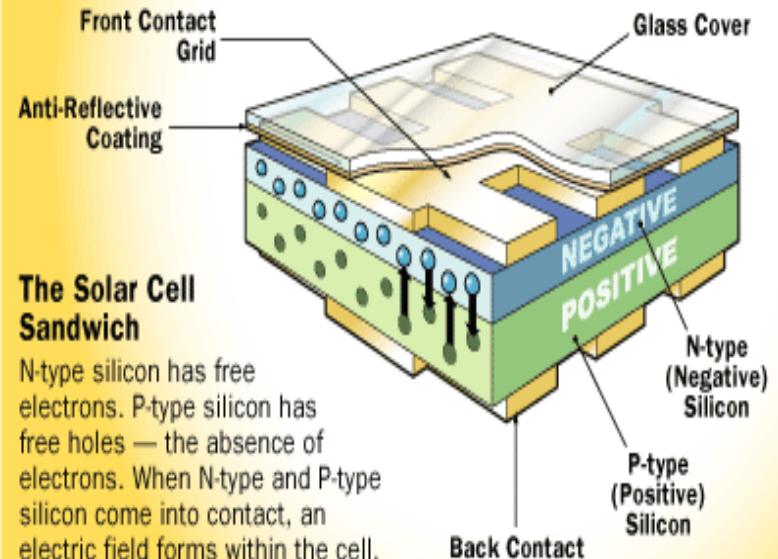 Front Contact
Grid
Glass Cover
Anti-Reflective
Coating
NEGATIVE
POSITIVE
The Solar Cell
Sandwich
N-type silicon has free
electrons. P-type silicon has
free holes — the absence of
electrons. When N-type and P-type
silicon come into contact, an
electric field forms within the cell.
N-type
(Negative)
Silicon
P-type
(Positive)
Silicon
Back Contact